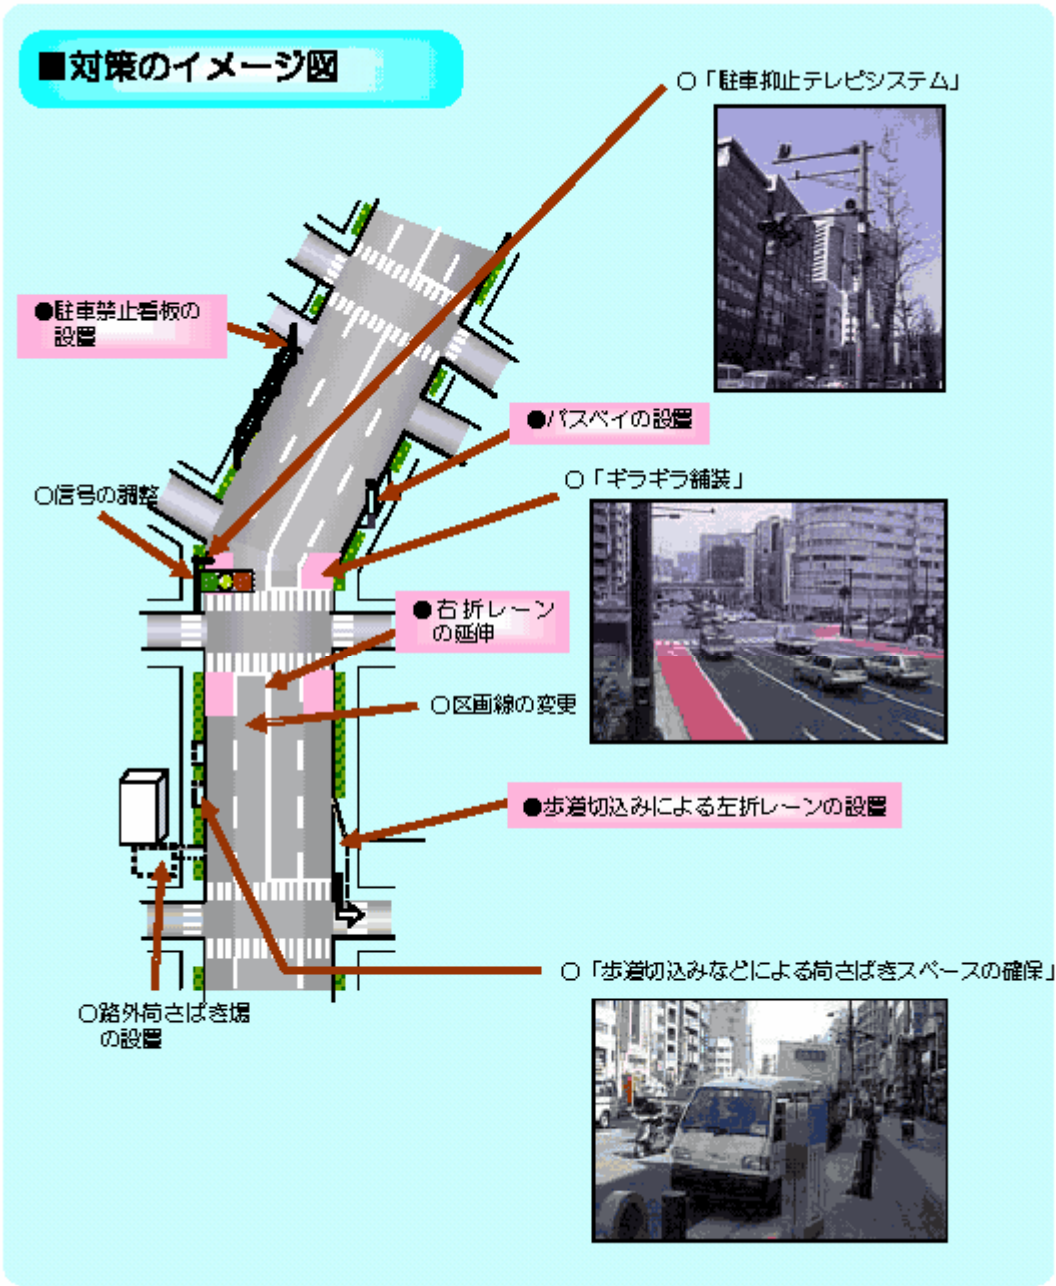 ■対策のイメージ図
○「駐車抑止テレビシステム」
●駐車禁止看板の
設置
●バスベイの設置
○「ギラギラ舗装」
○信号の調整
●右折レーン
の延伸
○区画線の変更
●歩道切込みによる左折レーンの設置
○「歩道切込みなどによる荷さばきスペースの確保」
○路外荷さばき場
の設置